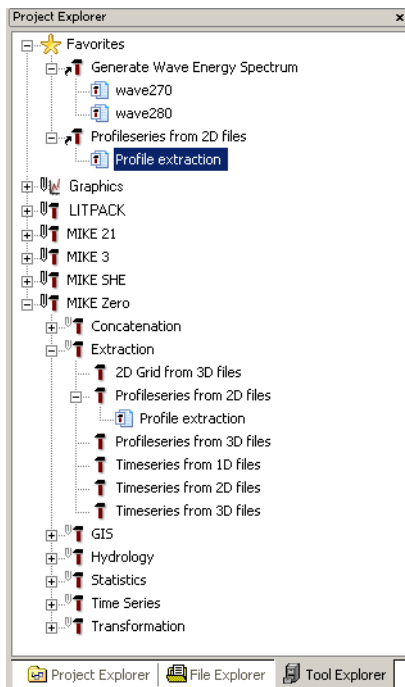 Project Explorer
Favorites
Generate Wave Energy Spectrum
wave270
wave280
Profileseries from 2D files
Profile extraction
Graphics
LITPACK
MIKE 21
MIKE 3
MIKE SHE
MIKE Zero
Concatenation
Extraction
2D Grid from 3D files
Profileseries from 2D files
Profile extraction
Profileseries from 3D files
Timeseries from 1D files
Timeseries from 2D files
Timeseries from 3D files
GIS
Hydrology
Statistics
Time Series
Transformation
Project Explorer File Explorer Tool Explorer